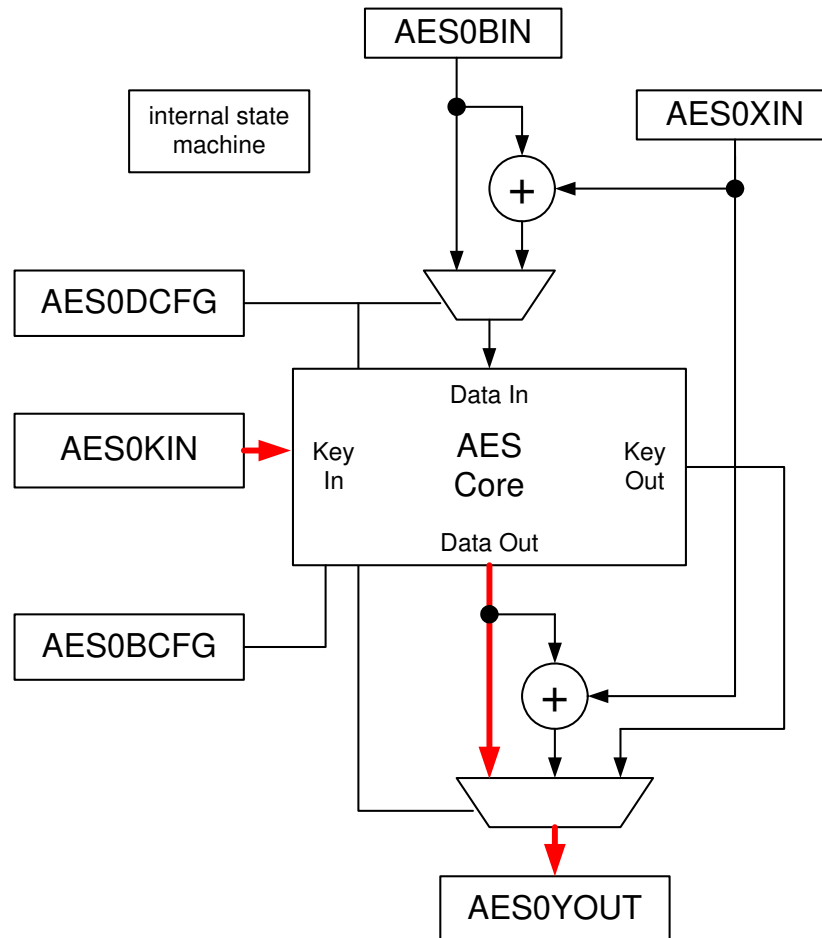 AES0BIN
internal state
machine
AES0XIN
+
AES0DCFG
Data In
AES0KIN
Key
In
AES
Core
Key
Out
Data Out
AES0BCFG
+
AES0YOUT